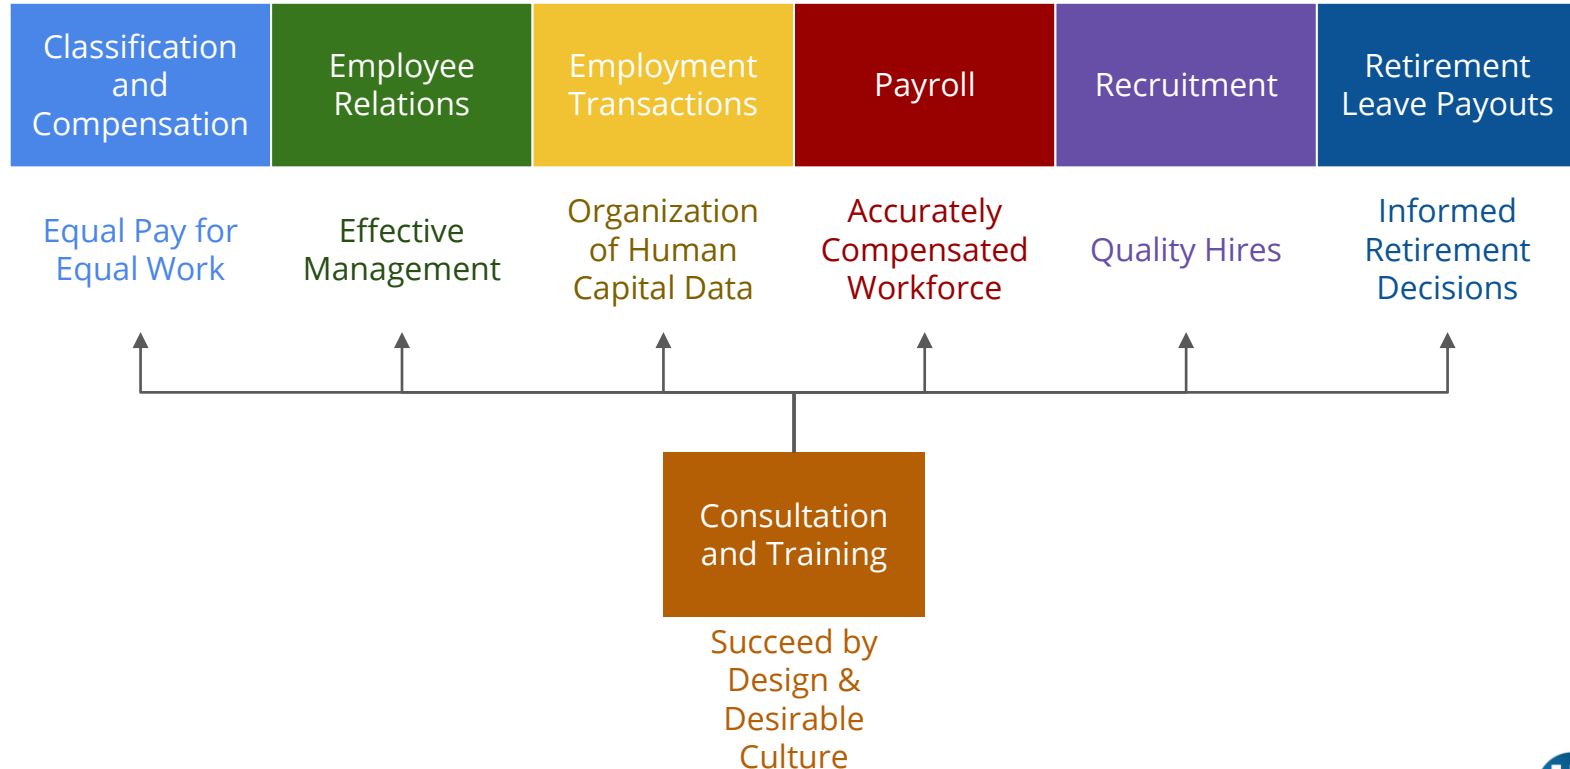 Classification
and
Compensation
Employee
Relations
Employment
Transactions
Payroll
Recruitment
Retirement
Leave Payouts
Equal Pay for
Equal Work
Effective
Management
Organization
of Human
Capital Data
Accurately
Compensated
Workforce
Quality Hires
Informed
Retirement
Decisions
Consultation
and Training
Succeed by
Design &
Desirable
Culture